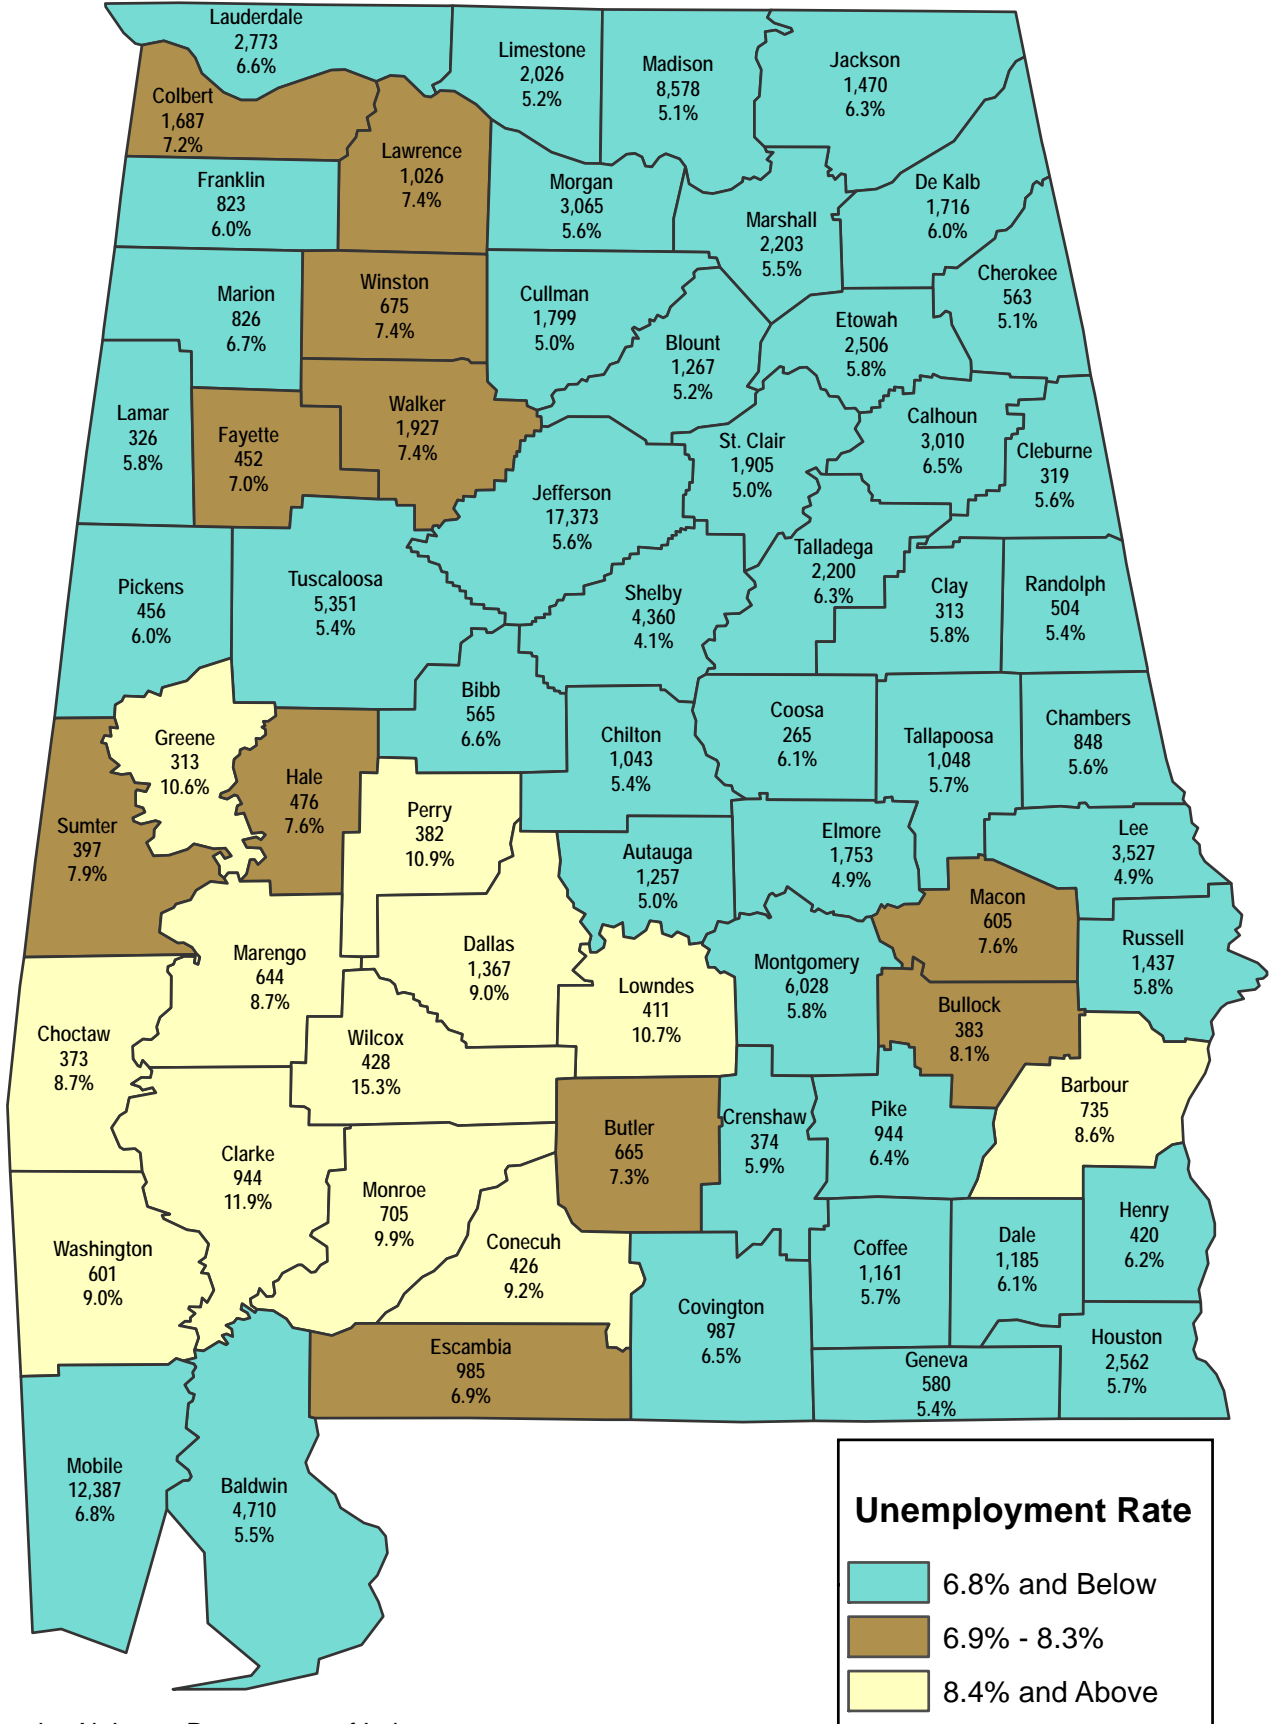 Lauderdale
2,773
6.6%
Limestone
2,026
5.2%
Madison
8,578
5.1%
Jackson
1,470
6.3%
Colbert
1,687
7.2%
Lawrence
1,026
7.4%
Franklin
823
6.0%
Morgan
3,065
5.6%
Marshall
2,203
5.5%
De Kalb
1,716
6.0%
Cherokee
563
5.1%
Marion
826
6.7%
Winston
675
7.4%
Cullman
1,799
5.0%
Blount
1,267
5.2%
Etowah
2,506
5.8%
Lamar
326
5.8%
Fayette
452
7.0%
Walker
1,927
7.4%
Jefferson
17,373
5.6%
St. Clair
1,905
5.0%
Calhoun
3,010
6.5%
Cleburne
319
5.6%
Pickens
456
6.0%
Tuscaloosa
5,351
5.4%
Shelby
4,360
4.1%
Talladega
2,200
6.3%
Clay
313
5.8%
Randolph
504
5.4%
Greene
313
10.6%
Hale
476
7.6%
Bibb
565
6.6%
Chilton
1,043
5.4%
Coosa
265
6.1%
Tallapoosa
1,048
5.7%
Chambers
848
5.6%
Sumter
397
7.9%
Perry
382
10.9%
Autauga
1,257
5.0%
Elmore
1,753
4.9%
Lee
3,527
4.9%
Macon
605
7.6%
Russell
1,437
5.8%
Marengo
644
8.7%
Dallas
1,367
9.0%
Lowndes
411
10.7%
Montgomery
6,028
5.8%
Bullock
383
8.1%
Choctaw
373
8.7%
Wilcox
428
15.3%
Butler
665
7.3%
Crenshaw
374
5.9%
Pike
944
6.4%
Barbour
735
8.6%
Clarke
944
11.9%
Monroe
705
9.9%
Conecuh
426
9.2%
Washington
601
9.0%
Covington
987
6.5%
Coffee
1,161
5.7%
Dale
1,185
6.1%
Henry
420
6.2%
Escambia
985
6.9%
Geneva
580
5.4%
Houston
2,562
5.7%
Mobile
12,387
6.8%
Baldwin
4,710
5.5%
Unemployment Rate
6.8% and Below
6.9% - 8.3%
8.4% and Above